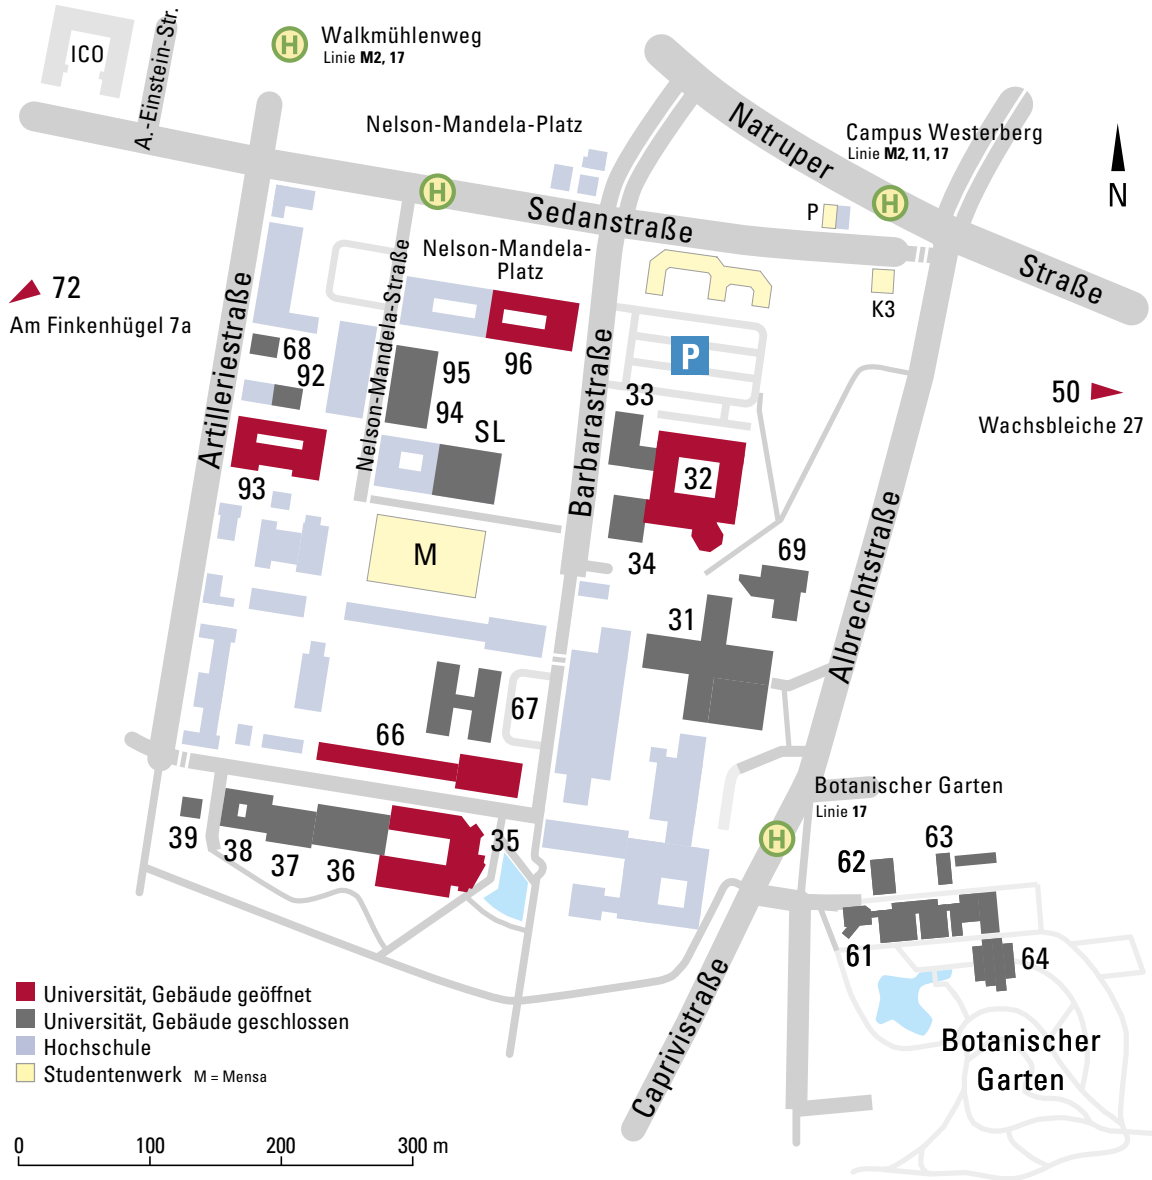 ICO
A.-Einstein-Str.
H
Walkmühlenweg
Linie M2, 17
Nelson-Mandela-Platz
Natruper
Straße
Campus Westerberg
Linie M2, 11, 17
N
H
H
P
Sedanstraße
K3
72
Am Finkenhügel 7a
Nelson-Mandela-
Platz
Nelson-Mandela-Straße
Artilleriestraße
Barbarastraße
68
92
95
96
94
SL
P
33
50
Wachsbleiche 27
93
32
M
34
69
31
Albrechtstraße
67
66
Botanischer Garten
Linie 17
H
39
38
37
36
35
62
63
61
64
Caprivistraße
Botanischer
Garten
Universität, Gebäude geöffnet
Universität, Gebäude geschlossen
Hochschule
Studentenwerk M = Mensa
0 100 200 300 m